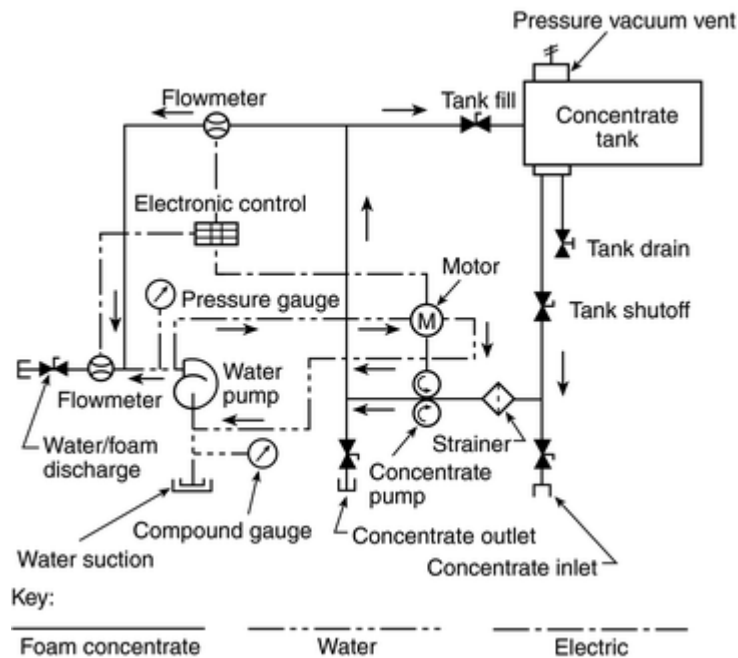 Pressure vacuum vent
Flowmeter
Tank fill
Concentrate
tank
Electronic control
Tank drain
Motor
Pressure gauge
Tank shutoff
M
Water
pump
Flowmeter
Strainer
Water/foam
discharge
Concentrate
pump
Compound gauge
Concentrate outlet
Water suction
Concentrate inlet
Key:
Foam concentrate
Water
Electric